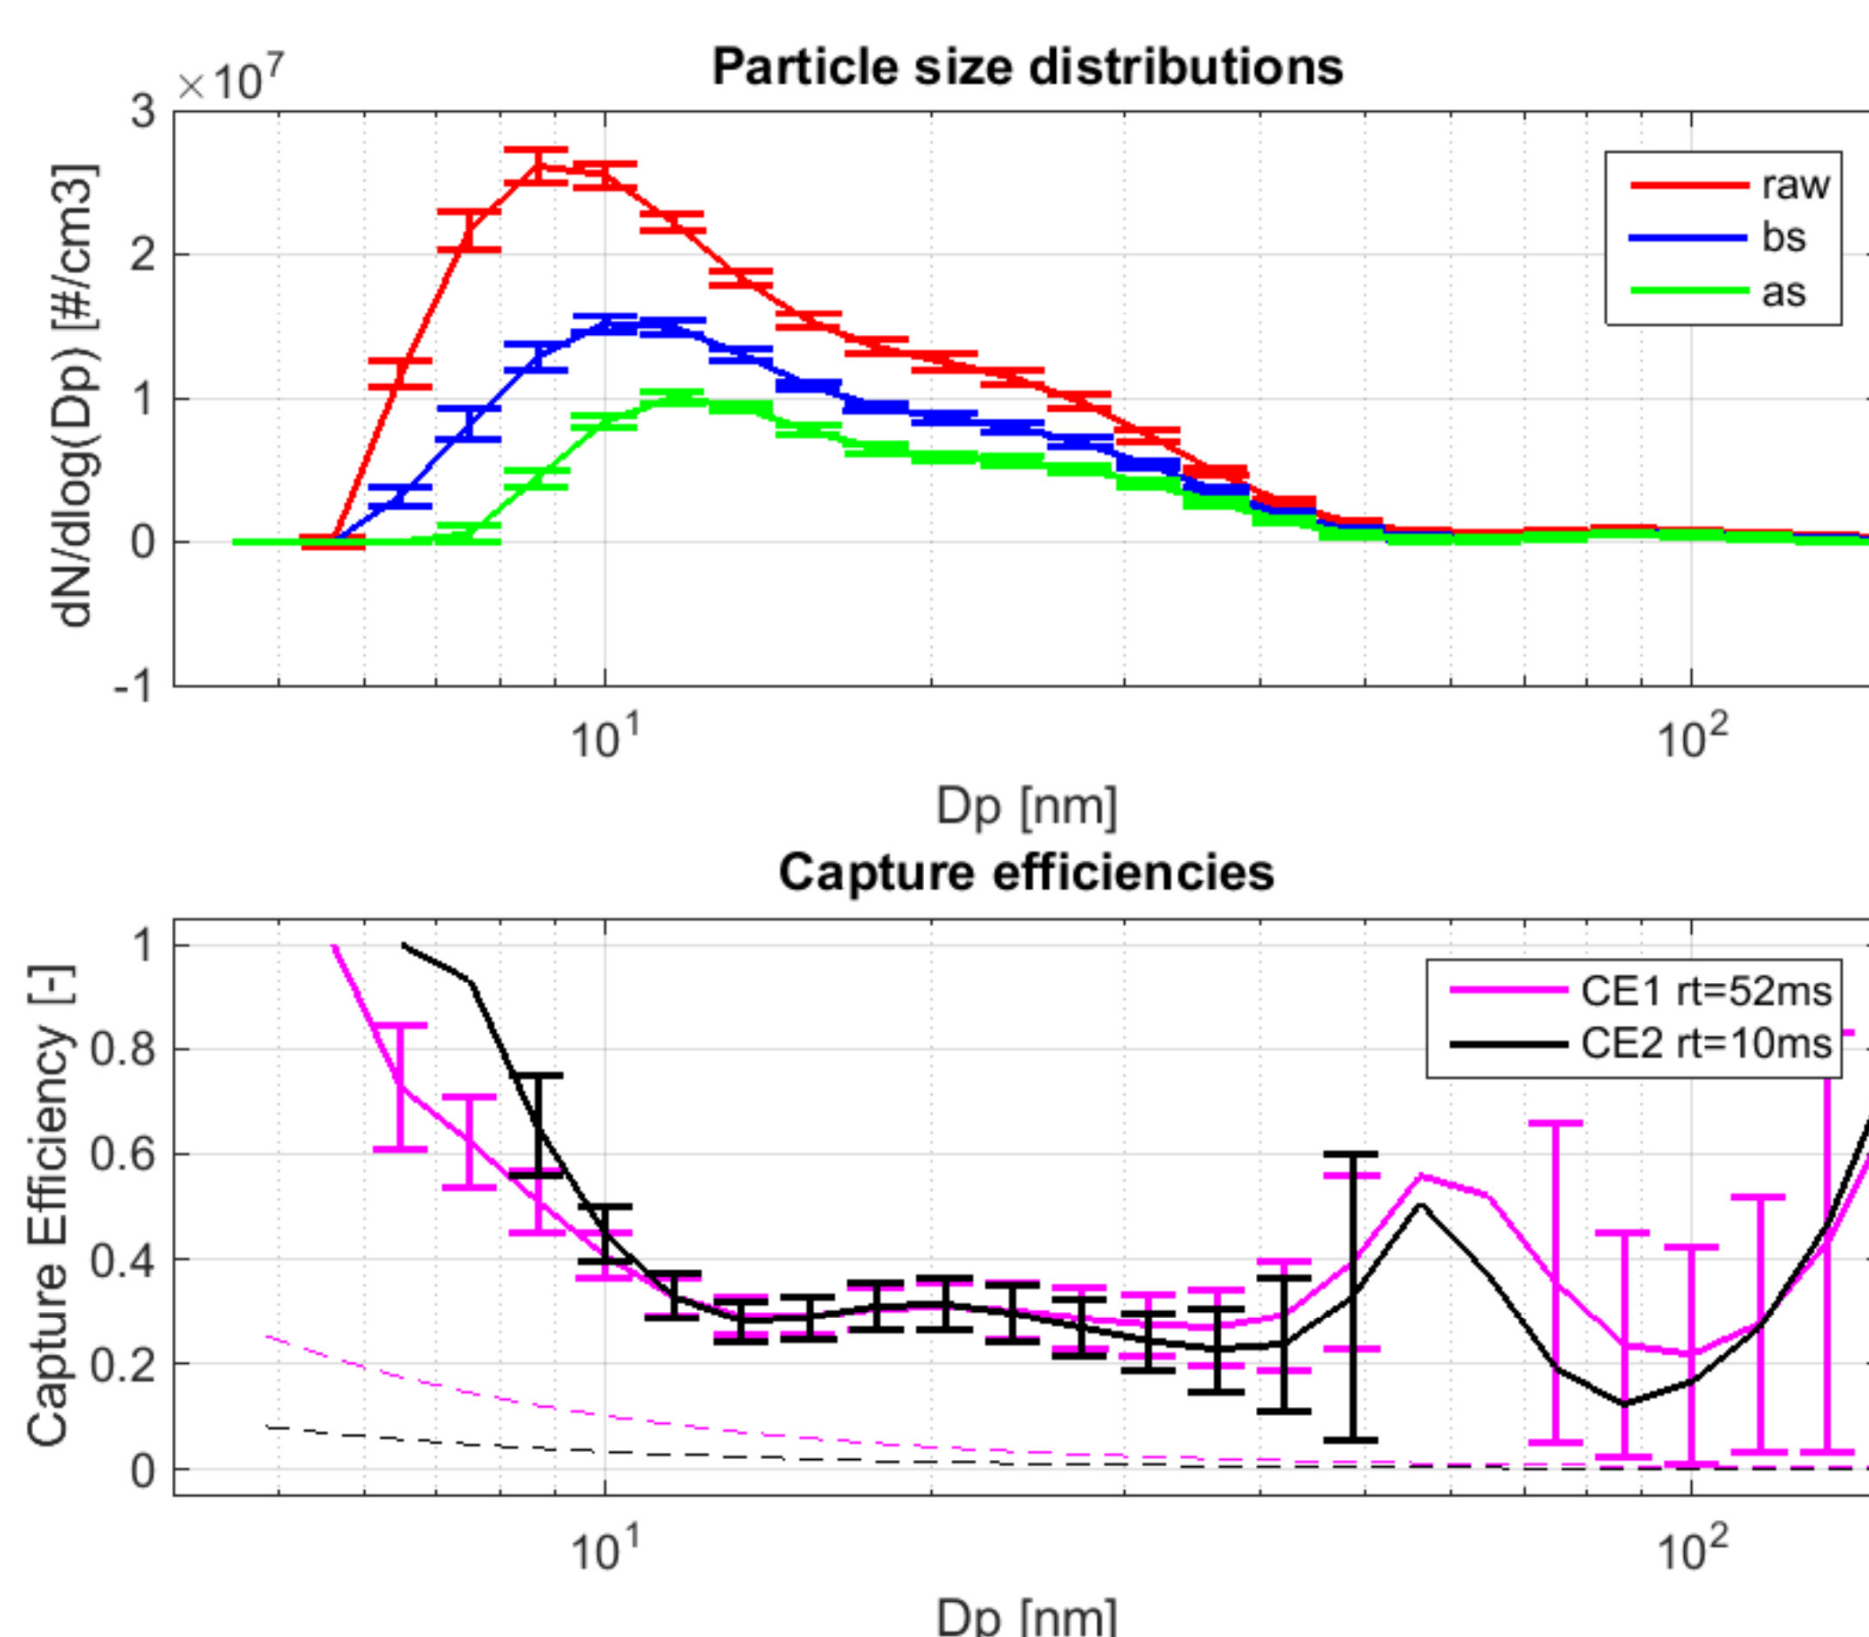 Particle size distributions
×10^7
3
2
1
0
-1
dN/dlog(Dp) [#/cm3]
raw
bs
as
10^1
10^2
Dp [nm]
Capture efficiencies
1
0.8
0.6
0.4
0.2
0
Capture Efficiency [-]
CE1 rt=52ms
CE2 rt=10ms
10^1
10^2
Dp [nm]